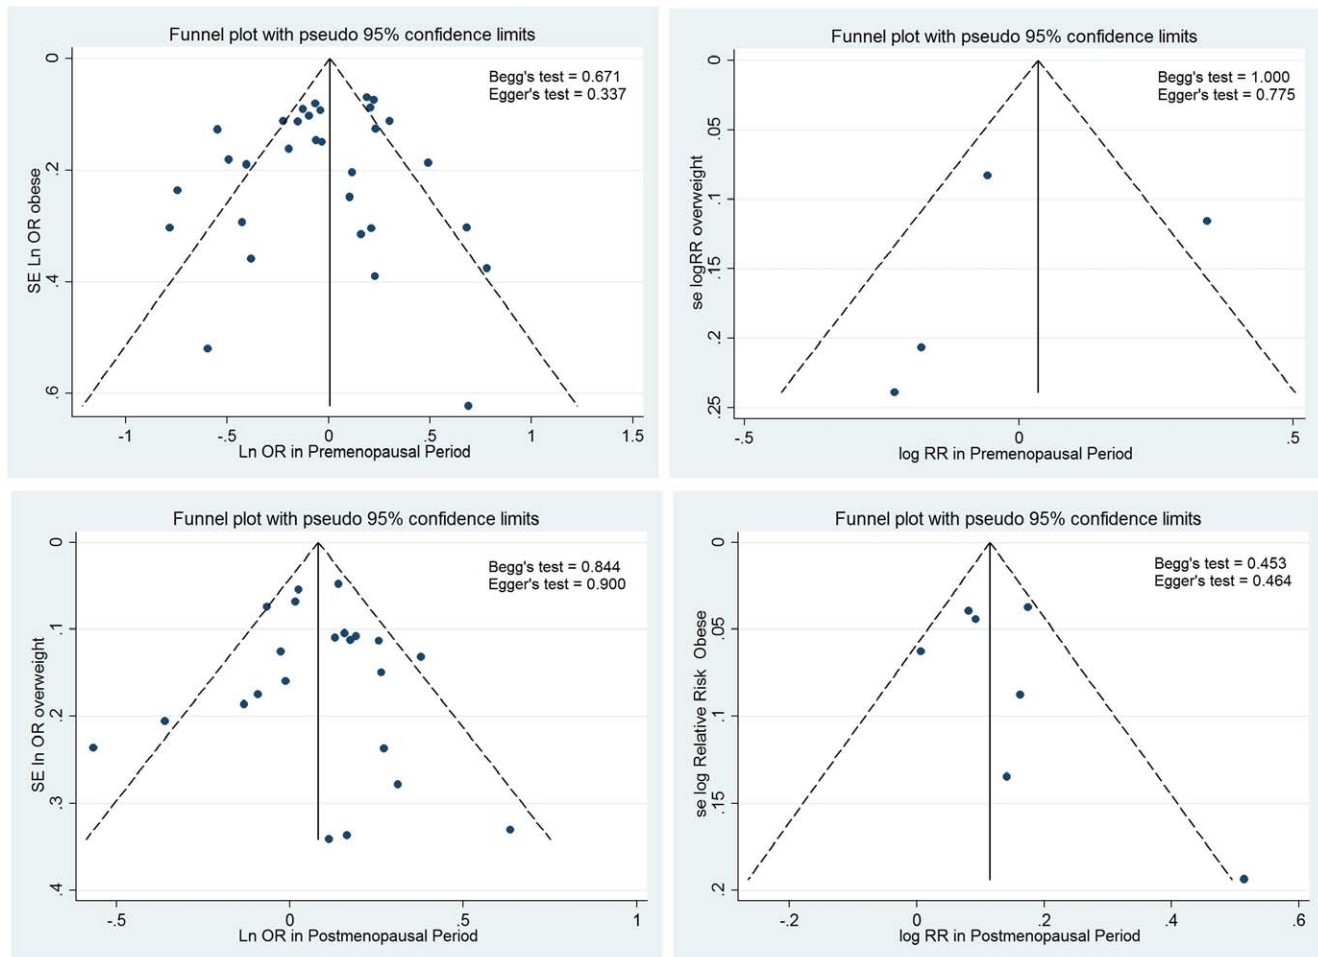 Funnel plot with pseudo 95% confidence limits
Begg's test = 0.671
Egger's test = 0.337
SE Ln OR obese
0
.2
.4
.6
-1
-.5
0
.5
1
1.5
Ln OR in Premenopausal Period
Funnel plot with pseudo 95% confidence limits
Begg's test = 1.000
Egger's test = 0.775
se logRR overweight
0
.05
.1
.15
.2
.25
-.5
0
.5
log RR in Premenopausal Period
Funnel plot with pseudo 95% confidence limits
Begg's test = 0.844
Egger's test = 0.900
SE ln OR overweight
0
.1
.2
.3
.4
-.5
0
.5
1
Ln OR in Postmenopausal Period
Funnel plot with pseudo 95% confidence limits
Begg's test = 0.453
Egger's test = 0.464
se log Relative Risk Obese
0
.05
.1
.15
.2
-.2
0
.2
.4
.6
log RR in Postmenopausal Period